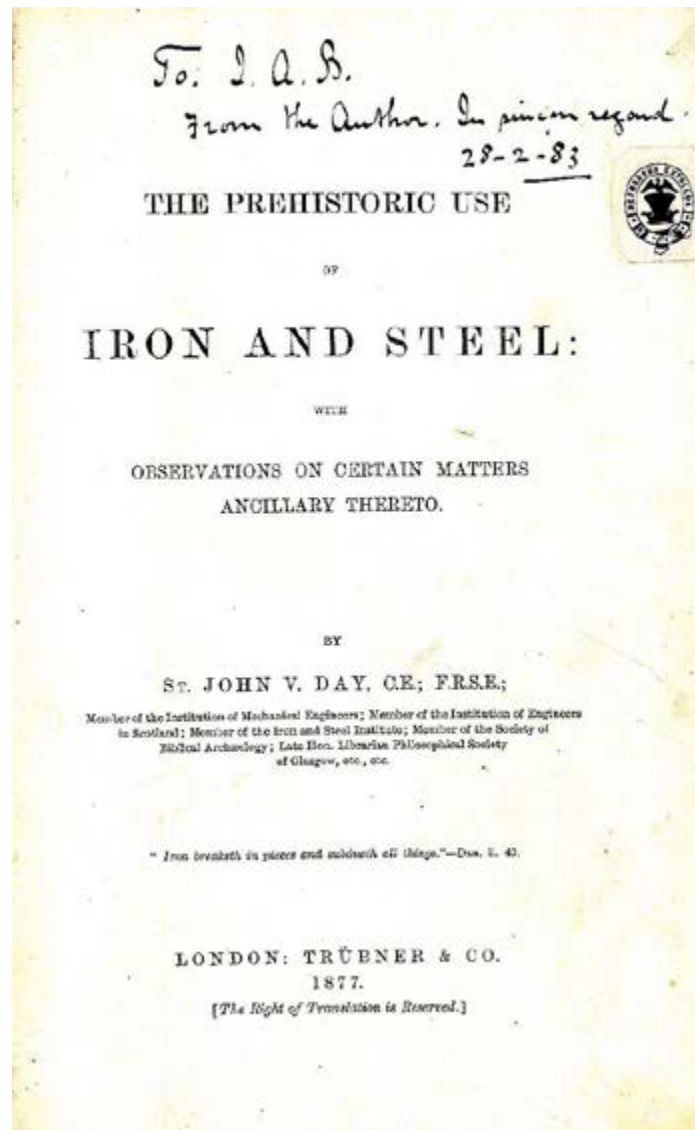 To. I. A. B.
From the Author. In sincere regard.
28-2-83
THE PREHISTORIC USE
OF
IRON AND STEEL:
WITH
OBSERVATIONS ON CERTAIN MATTERS
ANCILLARY THERETO.
BY
ST. JOHN V. DAY, C.E.; F.R.S.E.;
Member of the Institution of Mechanical Engineers; Member of the Institution of Engineers
in Scotland; Member of the Iron and Steel Institute; Member of the Society of
Biblical Archæology; Late Hon. Librarian Philosophical Society
of Glasgow, etc., etc.
" Iron breaketh in pieces and subdueth all things."—DAN. ii. 40.
LONDON: TRÜBNER & CO.
1877.
[The Right of Translation is Reserved.]